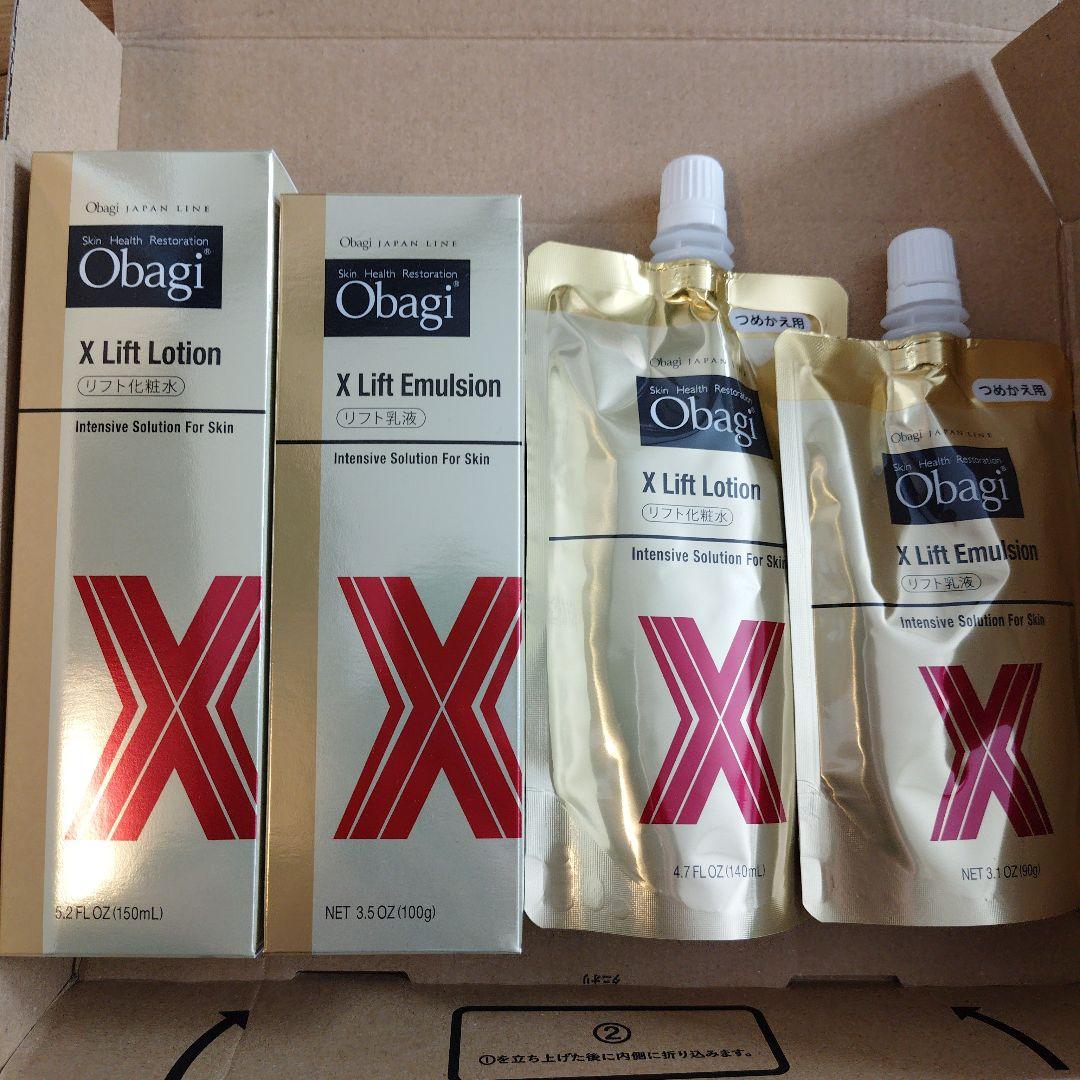 Obagi JAPAN LINE
Skin Health Restoration
Obagi®
X Lift Lotion
リフト化粧水
Intensive Solution For Skin
X
5.2 FL OZ (150mL)
Obagi JAPAN LINE
Skin Health Restoration
Obagi®
X Lift Emulsion
リフト乳液
Intensive Solution For Skin
X
NET 3.5 OZ (100g)
つめかえ用
Obagi JAPAN LINE
Skin Health Restoration
Obagi®
X Lift Lotion
リフト化粧水
Intensive Solution For Skin
X
4.7 FL OZ (140mL)
つめかえ用
Obagi JAPAN LINE
Skin Health Restoration
Obagi®
X Lift Emulsion
リフト乳液
Intensive Solution For Skin
X
NET 3.1 OZ (90g)
タニオリ
②
①を立ち上げた後に内側に折り込みます。